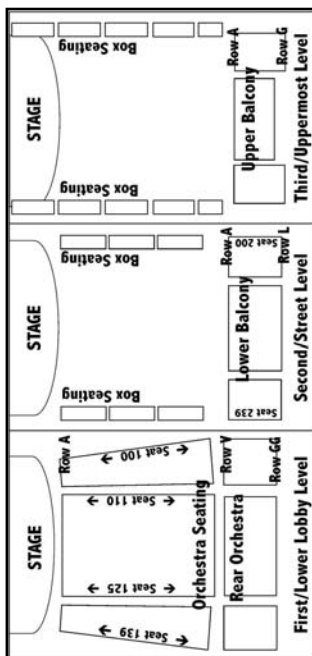 STAGE
Box Seating
Box Seating
Row A
Row G
Upper Balcony
Third/Uppermost Level
STAGE
Box Seating
Box Seating
Row A
Seat 200
Row L
Lower Balcony
Seat 239
Second/Street Level
STAGE
Row A
Seat 100
Seat 110
Orchestra Seating
Seat 125
Seat 139
Row V
Row GG
Rear Orchestra
First/Lower Lobby Level